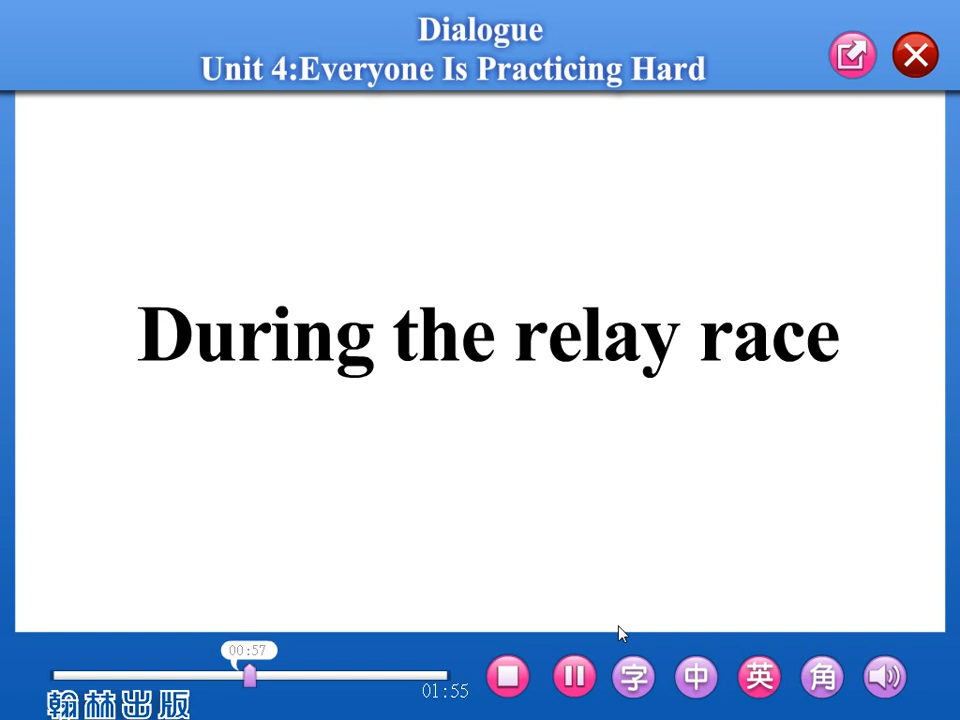 Dialogue
Unit 4:Everyone Is Practicing Hard
During the relay race
00:57
01:55
字 中 英 角
翰林出版